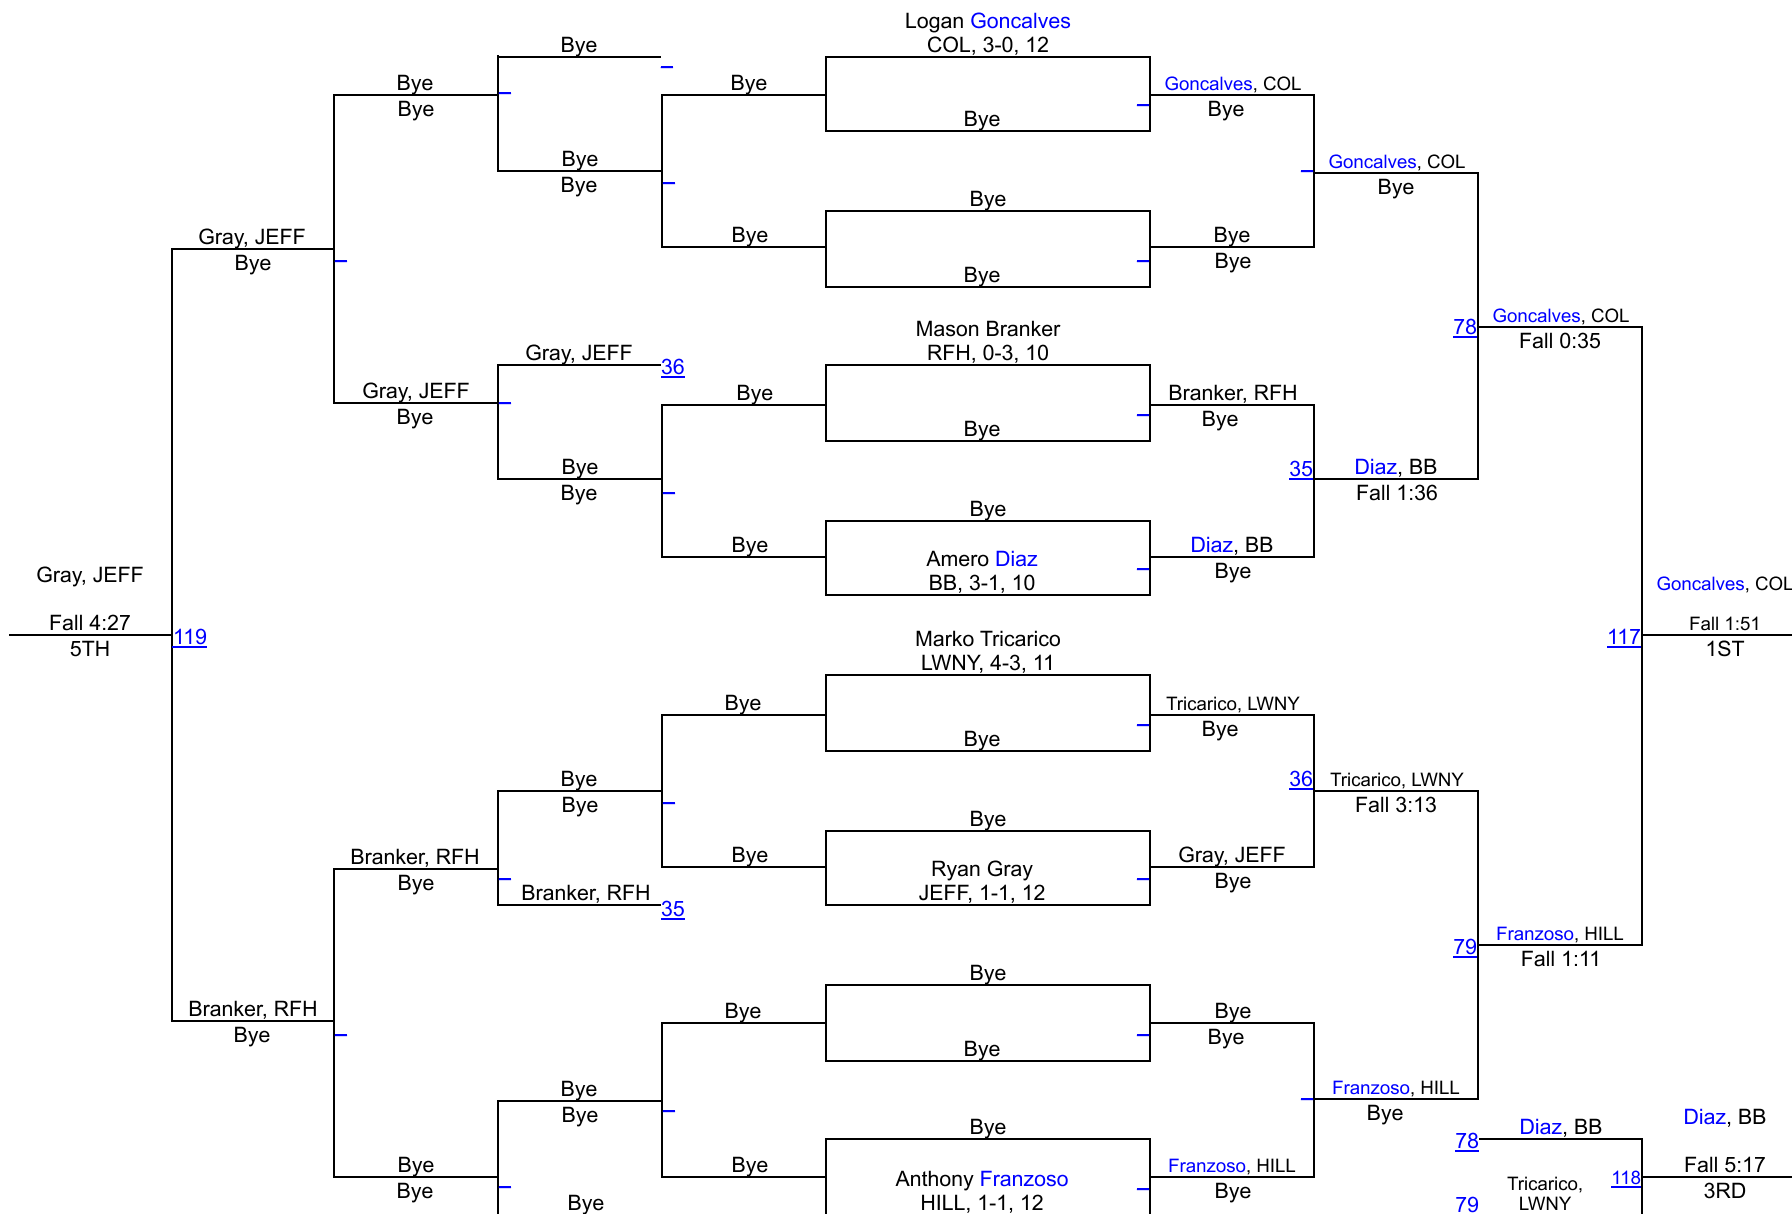 Logan Goncalves
COL, 3-0, 12
Bye
Bye
Bye
Bye
Goncalves, COL
Bye
Bye
Bye
Bye
Goncalves, COL
Bye
Bye
Bye
Bye
Bye
Bye
Gray, JEFF
Bye
Bye
Goncalves, COL
Fall 0:35
78
Mason Branker
RFH, 0-3, 10
Gray, JEFF
36
Gray, JEFF
Bye
Bye
Branker, RFH
Bye
Bye
Bye
Bye
35
Diaz, BB
Fall 1:36
Bye
Bye
Amero Diaz
BB, 3-1, 10
Diaz, BB
Bye
Gray, JEFF
Fall 4:27
5TH
119
Goncalves, COL
117
Fall 1:51
1ST
Marko Tricarico
LWNY, 4-3, 11
Bye
Bye
Tricarico, LWNY
Bye
Bye
Bye
36
Tricarico, LWNY
Fall 3:13
Bye
Bye
Ryan Gray
JEFF, 1-1, 12
Gray, JEFF
Bye
Branker, RFH
Bye
Branker, RFH
35
79
Franzoso, HILL
Fall 1:11
Bye
Bye
Bye
Bye
Bye
Branker, RFH
Bye
Bye
Bye
Franzoso, HILL
Bye
Bye
Bye
Anthony Franzoso
HILL, 1-1, 12
Franzoso, HILL
Bye
Bye
Bye
Bye
78
Diaz, BB
Diaz, BB
118
Fall 5:17
3RD
79
Tricarico,
LWNY